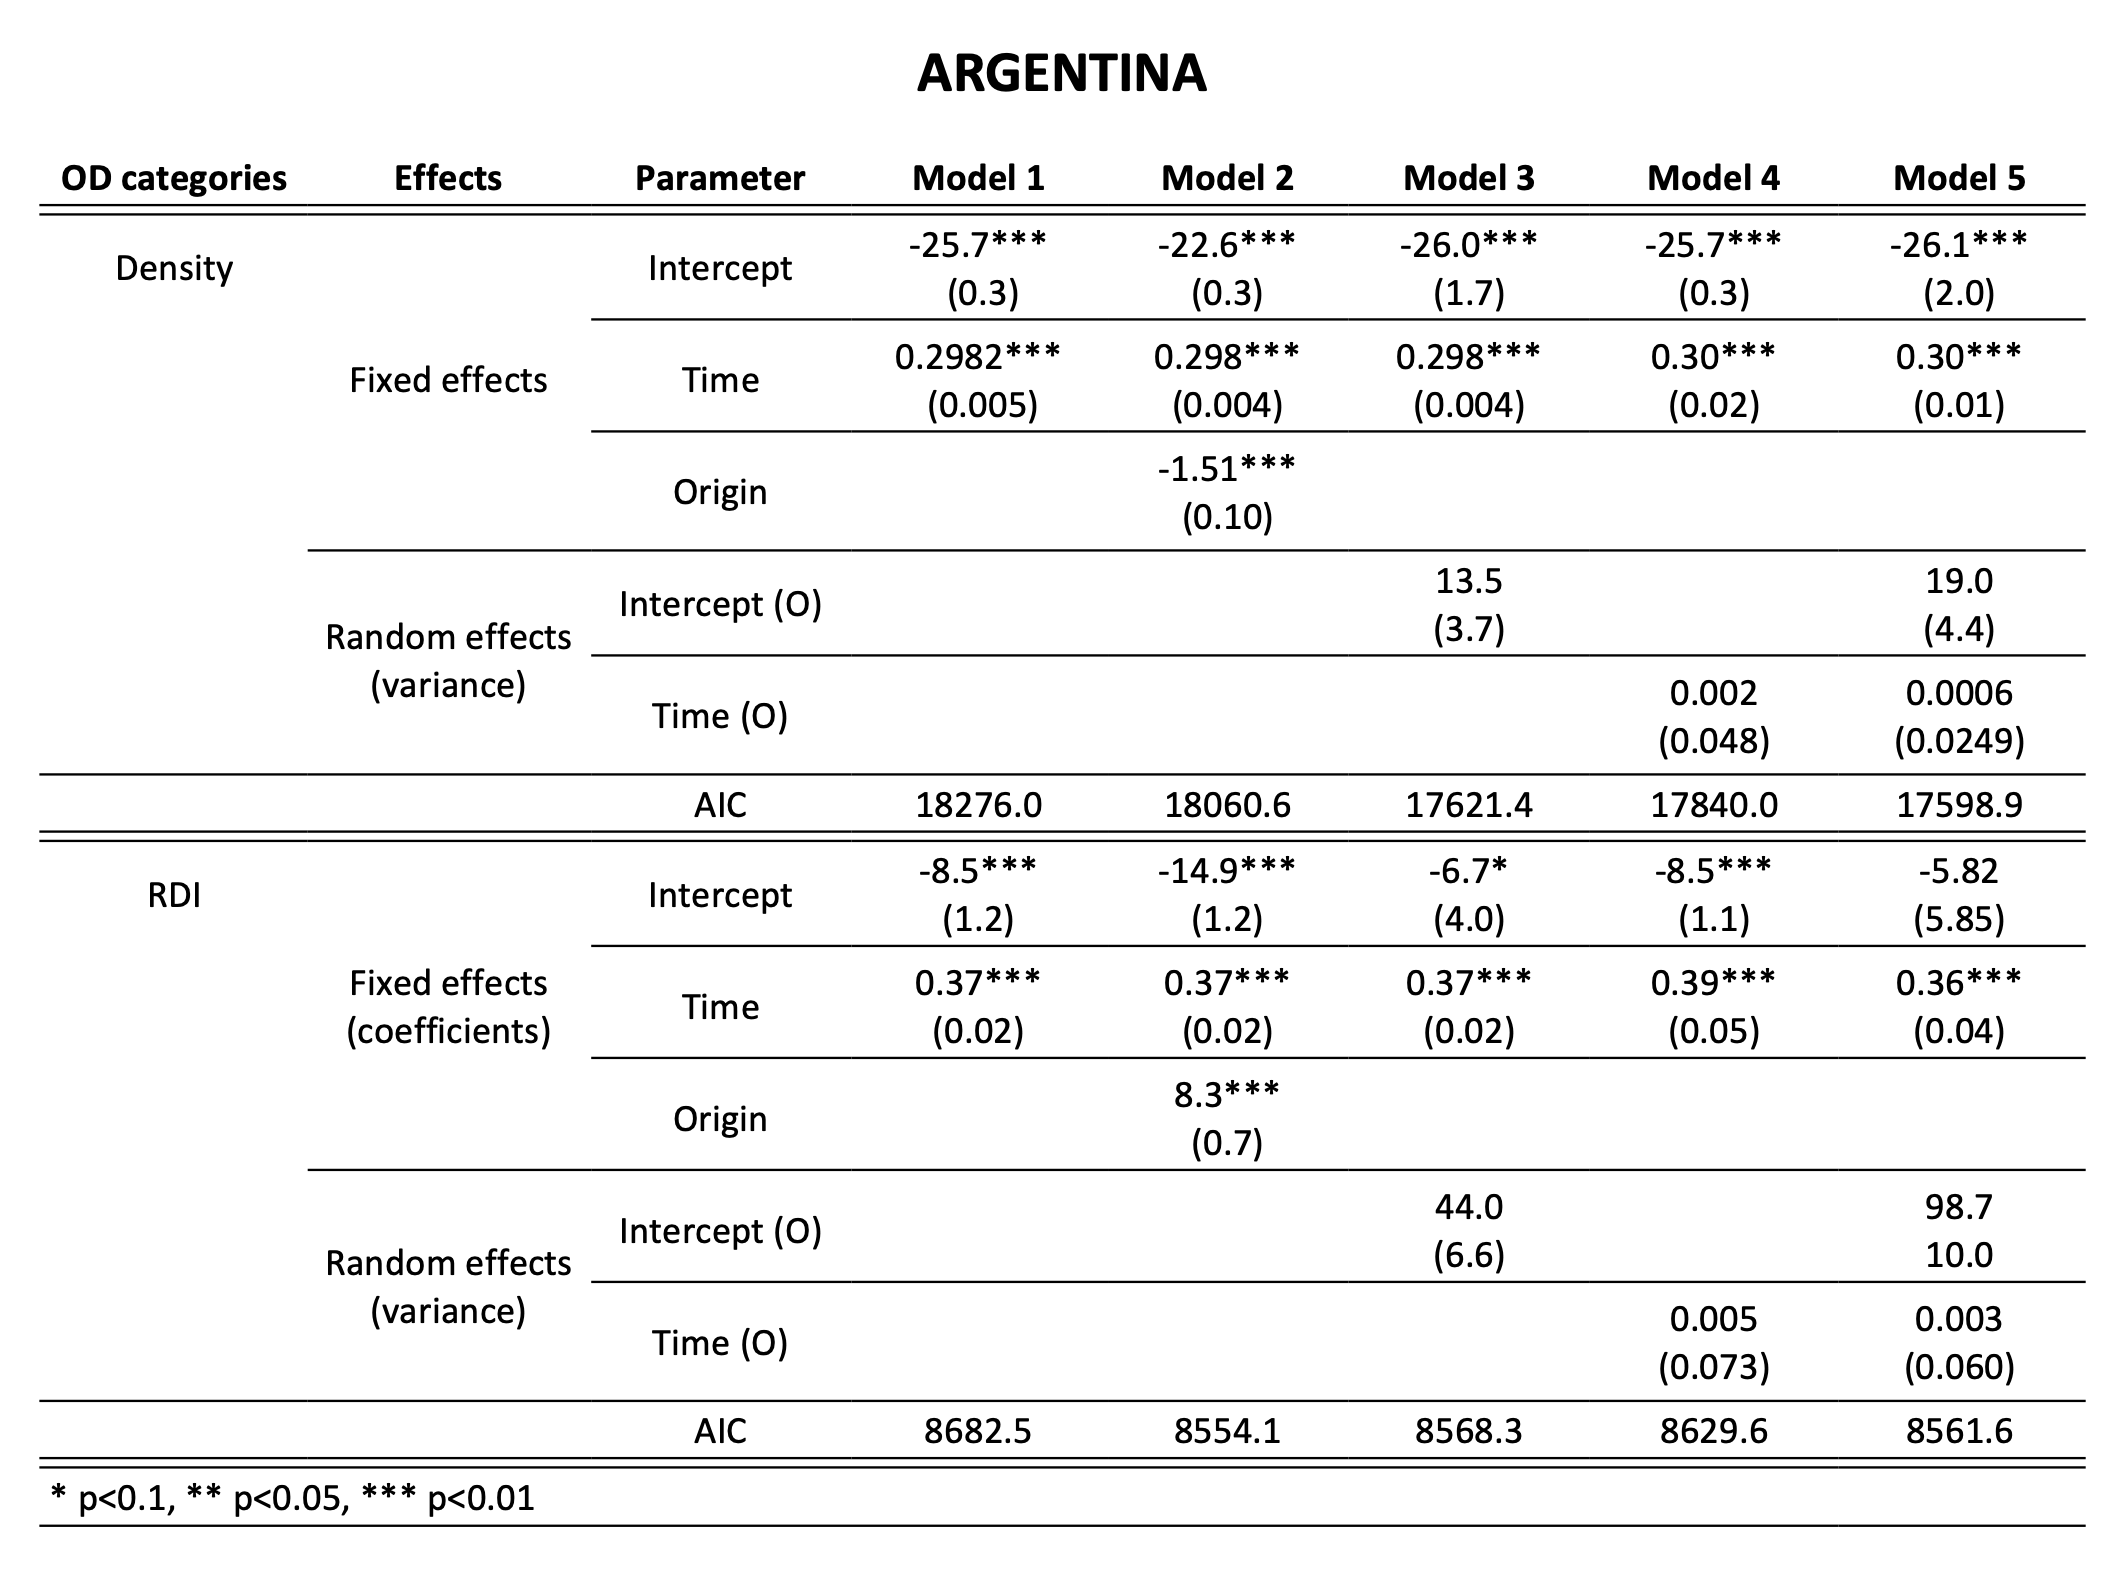 ARGENTINA
OD categories Effects Parameter Model 1 Model 2 Model 3 Model 4 Model 5
Density Fixed effects Intercept -25.7*** -22.6*** -26.0*** -25.7*** -26.1***
(0.3) (0.3) (1.7) (0.3) (2.0)
Time 0.2982*** 0.298*** 0.298*** 0.30*** 0.30***
(0.005) (0.004) (0.004) (0.02) (0.01)
Origin -1.51***
(0.10)
Random effects
(variance)
Intercept (O) 13.5 19.0
(3.7) (4.4)
Time (O) 0.002 0.0006
(0.048) (0.0249)
AIC 18276.0 18060.6 17621.4 17840.0 17598.9
RDI Fixed effects
(coefficients)
Intercept -8.5*** -14.9*** -6.7* -8.5*** -5.82
(1.2) (1.2) (4.0) (1.1) (5.85)
Time 0.37*** 0.37*** 0.37*** 0.39*** 0.36***
(0.02) (0.02) (0.02) (0.05) (0.04)
Origin 8.3***
(0.7)
Random effects
(variance)
Intercept (O) 44.0 98.7
(6.6) 10.0
Time (O) 0.005 0.003
(0.073) (0.060)
AIC 8682.5 8554.1 8568.3 8629.6 8561.6
* p<0.1, ** p<0.05, *** p<0.01